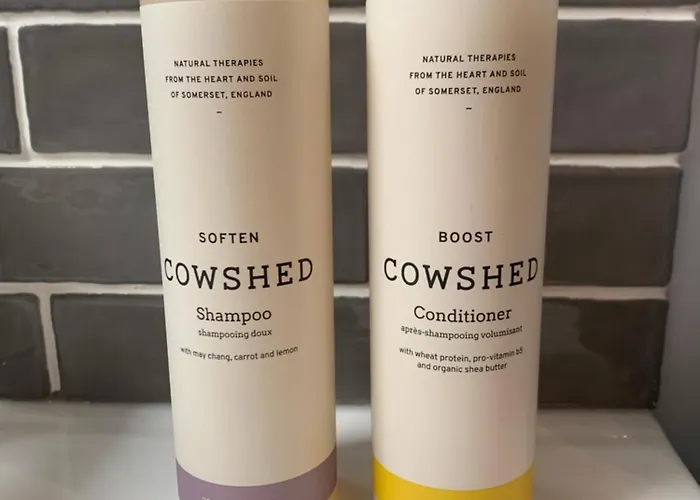 NATURAL THERAPIES
FROM THE HEART AND SOIL
OF SOMERSET, ENGLAND
SOFTEN
COWSHED
Shampoo
shampooing doux
with may chang, carrot and lemon
NATURAL THERAPIES
FROM THE HEART AND SOIL
OF SOMERSET, ENGLAND
BOOST
COWSHED
Conditioner
après-shampooing volumisant
with wheat protein, pro-vitamin b5
and organic shea butter